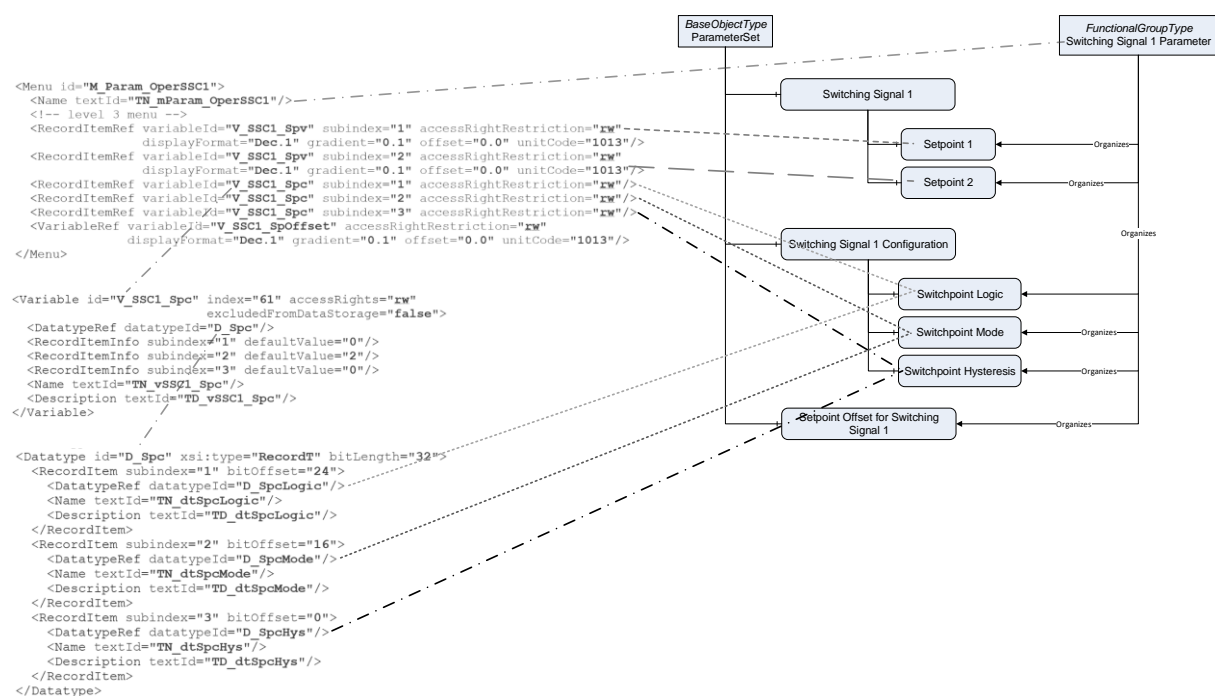 <Menu id="M_Param_OperSSC1">
<Name textId="TN_mParam_OperSSC1"/>
<!-- level 3 menu -->
<RecordItemRef variableId="V_SSC1_Spv" subindex="1" accessRightRestriction="rw"
displayFormat="Dec.1" gradient="0.1" offset="0.0" unitCode="1013"/>
<RecordItemRef variableId="V_SSC1_Spv" subindex="2" accessRightRestriction="rw"
displayFormat="Dec.1" gradient="0.1" offset="0.0" unitCode="1013"/>
<RecordItemRef variableId="V_SSC1_Spc" subindex="1" accessRightRestriction="rw"/>
<RecordItemRef variableId="V_SSC1_Spc" subindex="2" accessRightRestriction="rw"/>
<RecordItemRef variableId="V_SSC1_Spc" subindex="3" accessRightRestriction="rw"/>
<VariableRef variableId="V_SSC1_SpOffset" accessRightRestriction="rw"
displayFormat="Dec.1" gradient="0.1" offset="0.0" unitCode="1013"/>
</Menu>
<Variable id="V_SSC1_Spc" index="61" accessRights="rw"
excludedFromDataStorage="false">
<DatatypeRef datatypeId="D_Spc"/>
<RecordItemInfo subindex="1" defaultValue="0"/>
<RecordItemInfo subindex="2" defaultValue="2"/>
<RecordItemInfo subindex="3" defaultValue="0"/>
<Name textId="TN_vSSC1_Spc"/>
<Description textId="TD_vSSC1_Spc"/>
</Variable>
<Datatype id="D_Spc" xsi:type="RecordT" bitLength="32">
<RecordItem subindex="1" bitOffset="24">
<DatatypeRef datatypeId="D_SpcLogic"/>
<Name textId="TN_dtSpcLogic"/>
<Description textId="TD_dtSpcLogic"/>
</RecordItem>
<RecordItem subindex="2" bitOffset="16">
<DatatypeRef datatypeId="D_SpcMode"/>
<Name textId="TN_dtSpcMode"/>
<Description textId="TD_dtSpcMode"/>
</RecordItem>
<RecordItem subindex="3" bitOffset="0">
<DatatypeRef datatypeId="D_SpcHys"/>
<Name textId="TN_dtSpcHys"/>
<Description textId="TD_dtSpcHys"/>
</RecordItem>
</Datatype>
BaseObjectType
ParameterSet
FunctionalGroupType
Switching Signal 1 Parameter
Switching Signal 1
Setpoint 1
Organizes
Setpoint 2
Organizes
Organizes
Switching Signal 1 Configuration
Switchpoint Logic
Organizes
Switchpoint Mode
Organizes
Switchpoint Hysteresis
Organizes
Setpoint Offset for Switching
Signal 1
Organizes